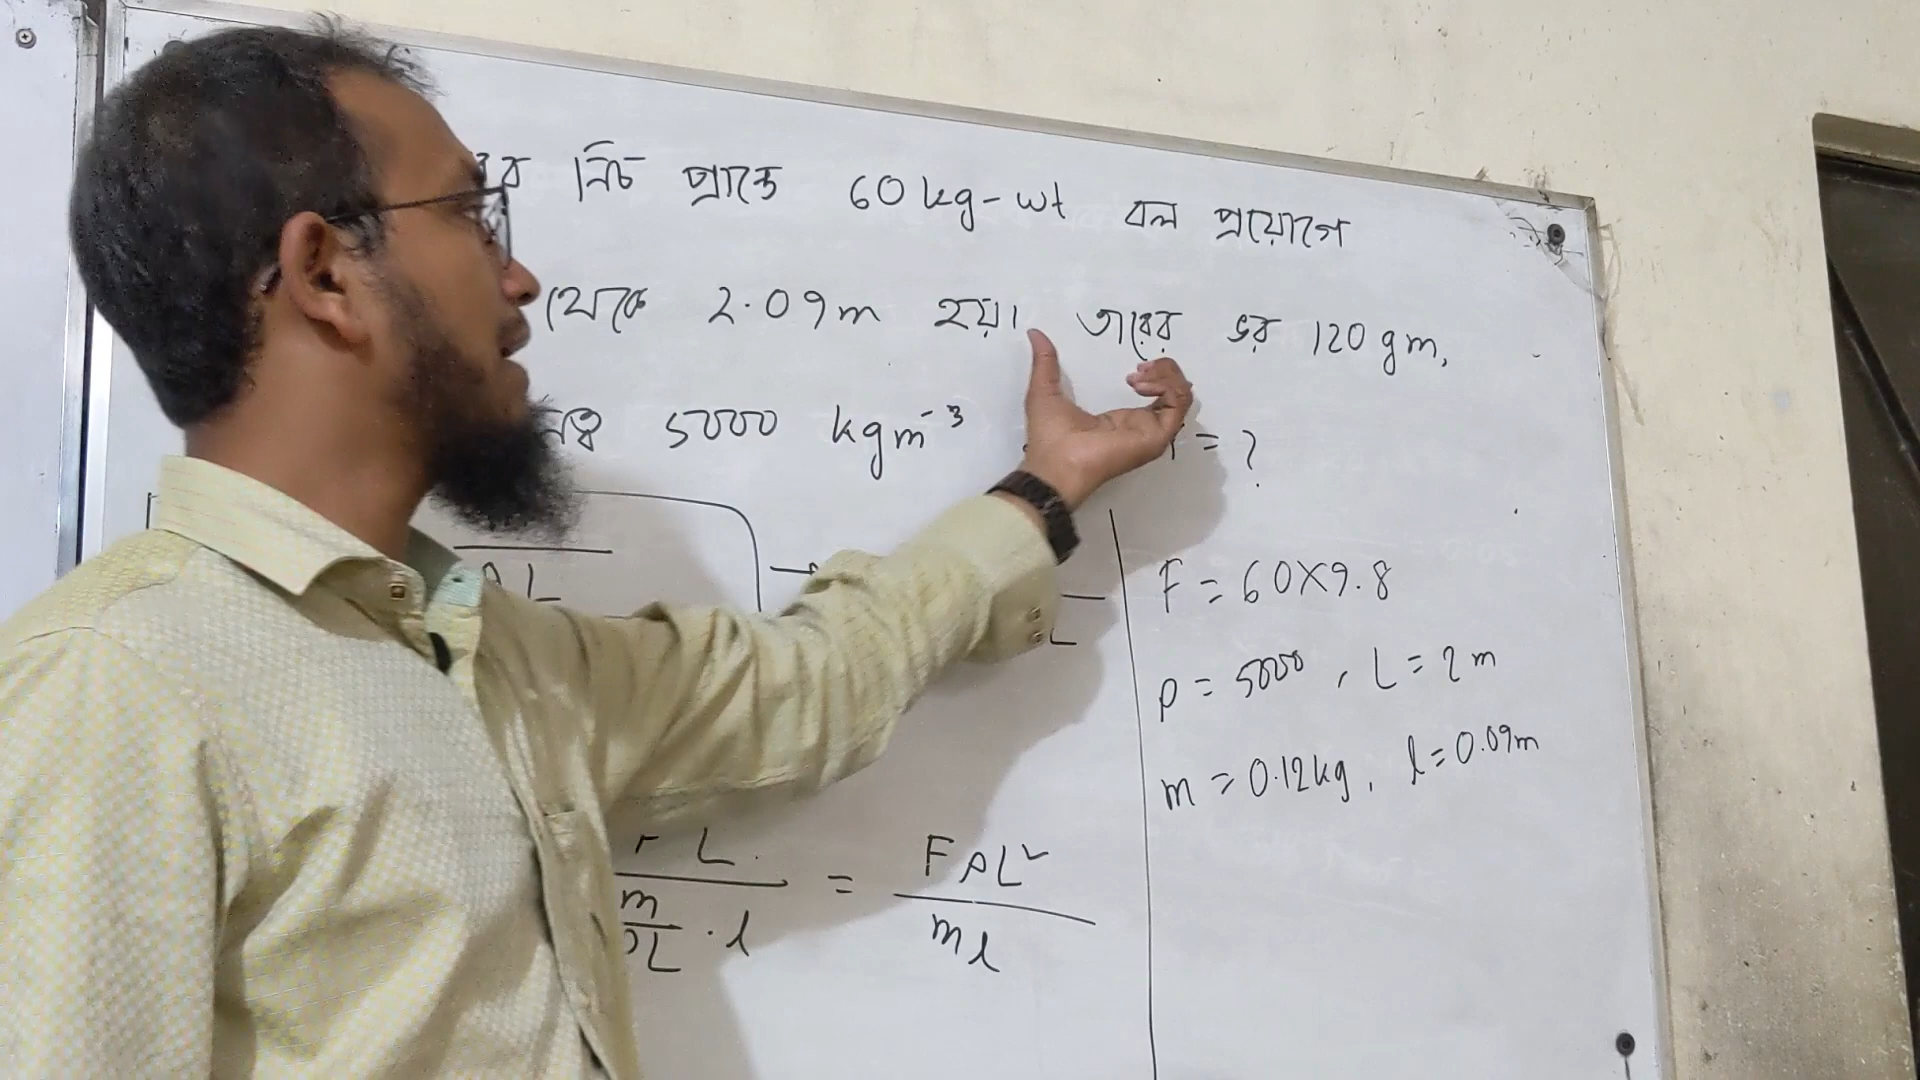 নিচ প্রান্তে 60 kg-wt বল প্রয়োগে
থেকে 2.09m হয়। তারের ভর 120 gm,
5000 kgm⁻³ = ?
L
F = 60×9.8
ρ = 5000, L = 2m
m = 0.12kg, l = 0.09m
L. / (m/ρL · l) = FρL² / ml